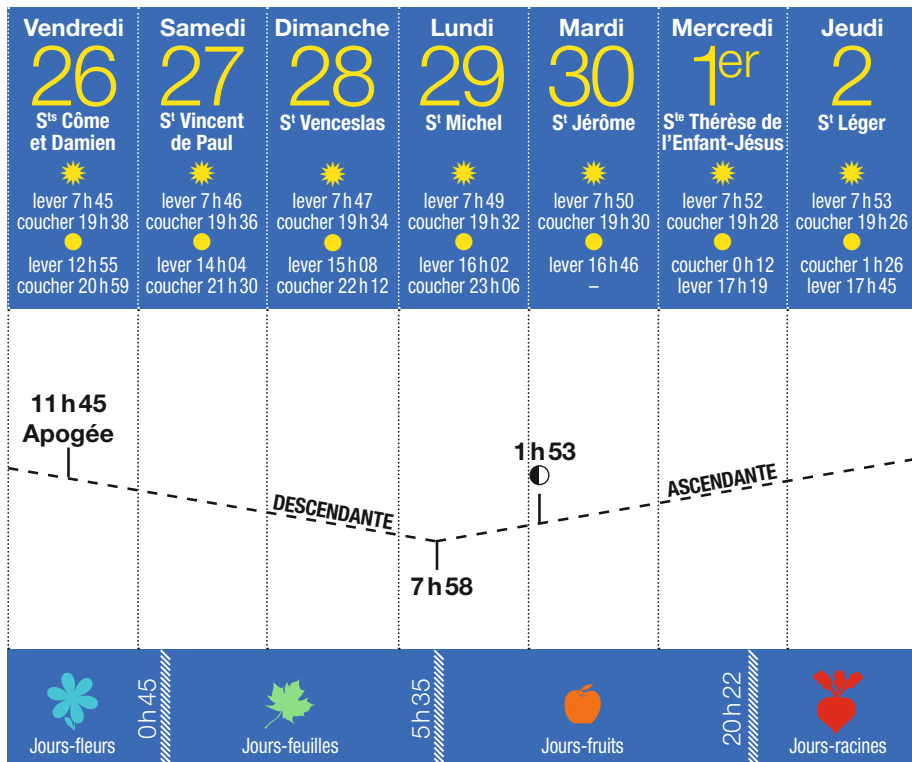 Vendredi
26
Sts Côme
et Damien
lever 7 h 45
coucher 19 h 38
lever 12 h 55
coucher 20 h 59
Samedi
27
St Vincent
de Paul
lever 7 h 46
coucher 19 h 36
lever 14 h 04
coucher 21 h 30
Dimanche
28
St Venceslas
lever 7 h 47
coucher 19 h 34
lever 15 h 08
coucher 22 h 12
Lundi
29
St Michel
lever 7 h 49
coucher 19 h 32
lever 16 h 02
coucher 23 h 06
Mardi
30
St Jérôme
lever 7 h 50
coucher 19 h 30
lever 16 h 46
–
Mercredi
1er
Ste Thérèse de
l'Enfant-Jésus
lever 7 h 52
coucher 19 h 28
coucher 0 h 12
lever 17 h 19
Jeudi
2
St Léger
lever 7 h 53
coucher 19 h 26
coucher 1 h 26
lever 17 h 45
11 h 45
Apogée
DESCENDANTE
7 h 58
1 h 53
ASCENDANTE
Jours-fleurs
0 h 45
Jours-feuilles
5 h 35
Jours-fruits
20 h 22
Jours-racines